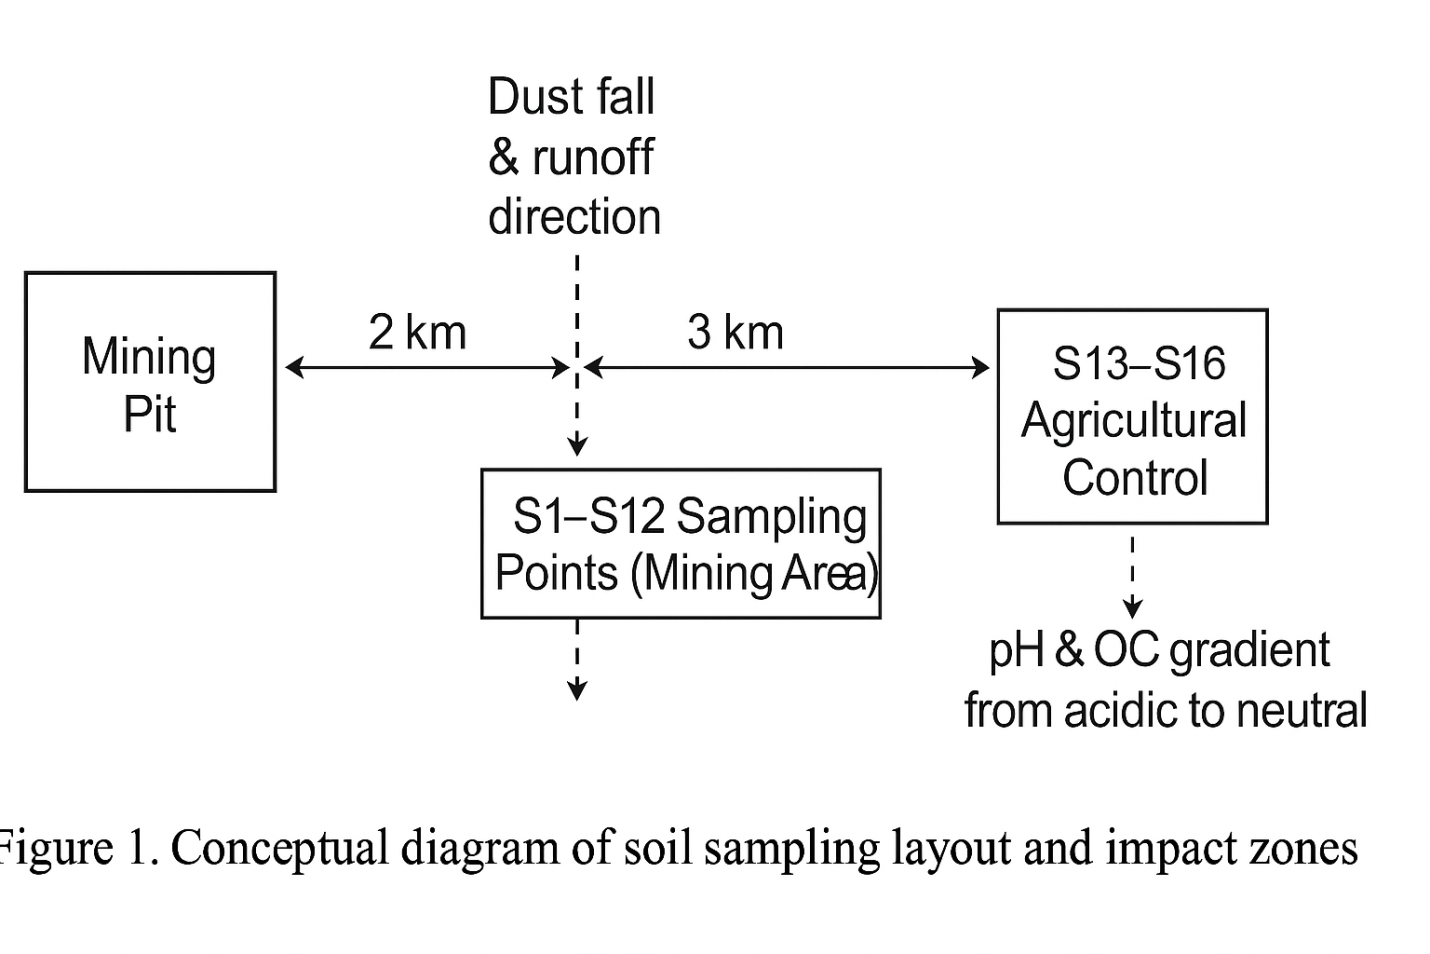 Dust fall
& runoff
direction
2 km
3 km
Mining
Pit
S13–S16
Agricultural
Control
S1–S12 Sampling
Points (Mining Area)
pH & OC gradient
from acidic to neutral
Figure 1. Conceptual diagram of soil sampling layout and impact zones